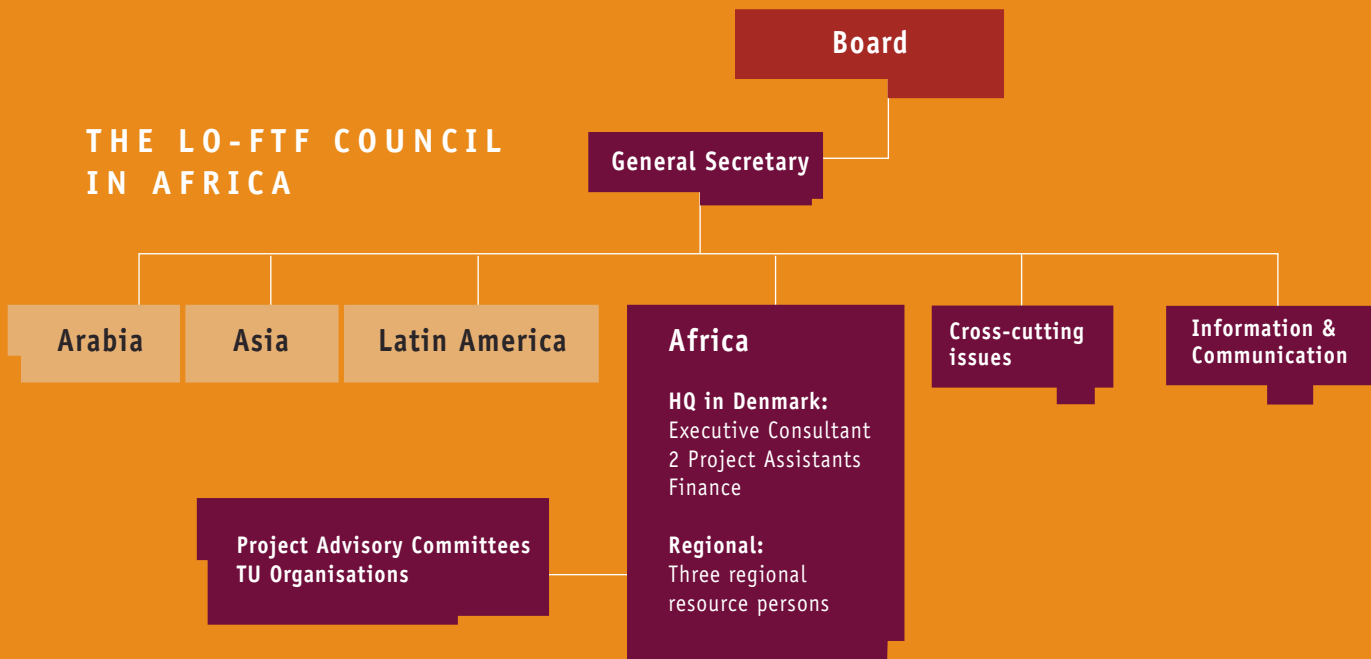 Board
THE LO-FTF COUNCIL
IN AFRICA
General Secretary
Arabia
Asia
Latin America
Africa
HQ in Denmark:
Executive Consultant
2 Project Assistants
Finance
Regional:
Three regional
resource persons
Cross-cutting
issues
Information &
Communication
Project Advisory Committees
TU Organisations